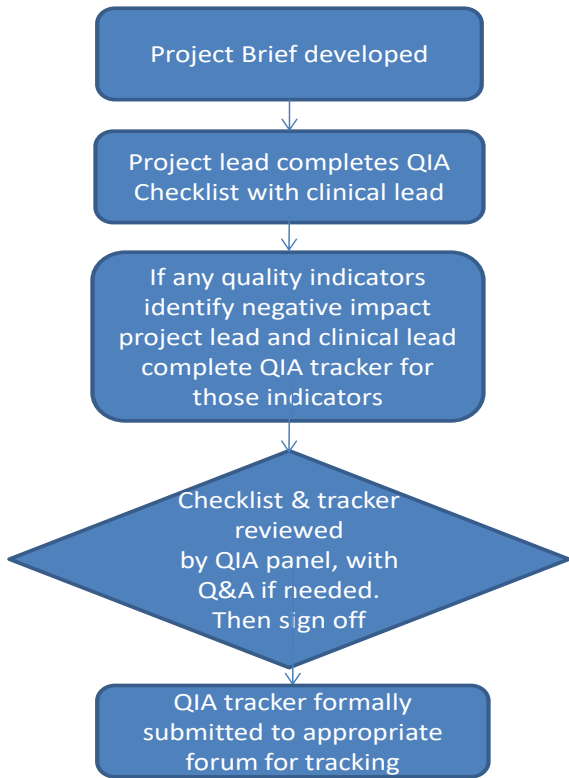 Project Brief developed
Project lead completes QIA
Checklist with clinical lead
If any quality indicators
identify negative impact
project lead and clinical lead
complete QIA tracker for
those indicators
Checklist & tracker
reviewed
by QIA panel, with
Q&A if needed.
Then sign off
QIA tracker formally
submitted to appropriate
forum for tracking